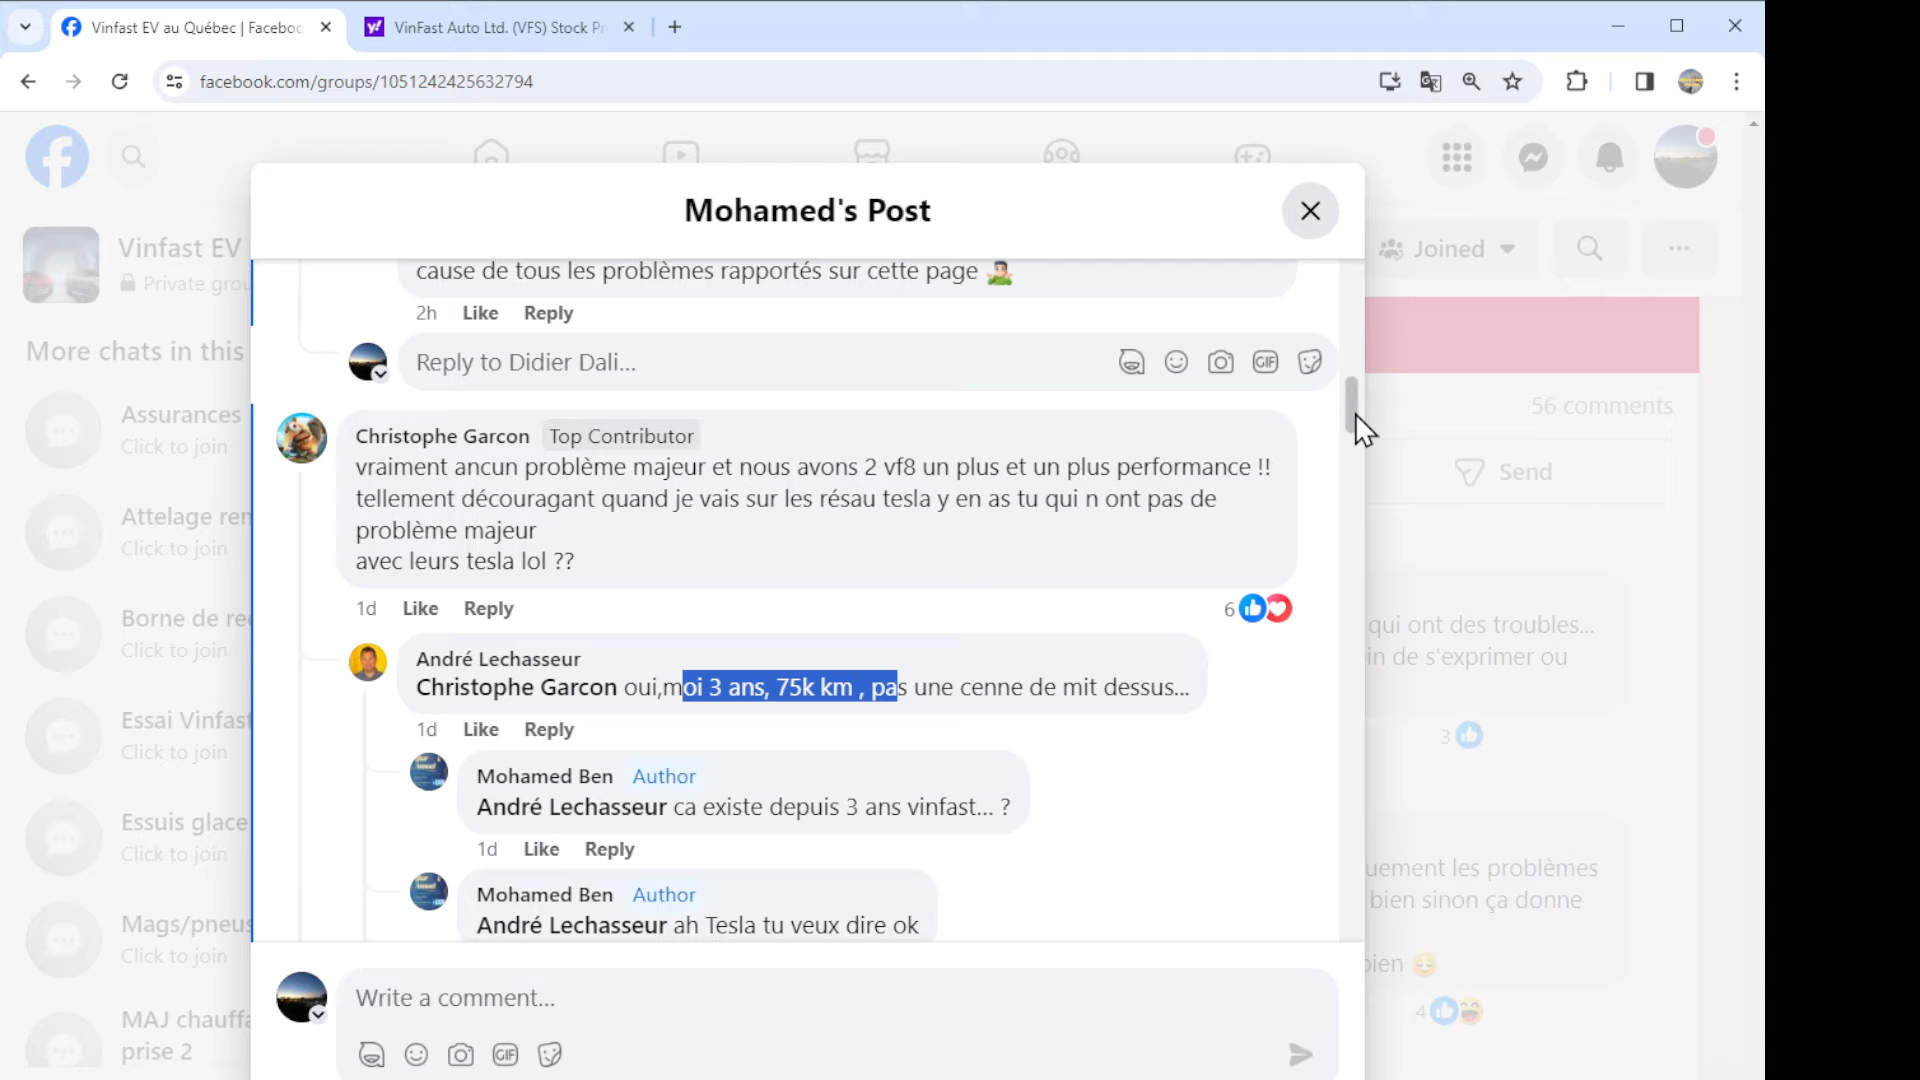 Vinfast EV au Québec | Faceboo
VinFast Auto Ltd. (VFS) Stock Pr
facebook.com/groups/1051242425632794
Mohamed's Post
Vinfast EV
Private grou
Joined
More chats in this
Assurances
Click to join
Attelage rem
Click to join
Borne de re
Click to join
Essai Vinfast
Click to join
Essuis glace
Click to join
Mags/pneus
Click to join
MAJ chauffa
prise 2
cause de tous les problèmes rapportés sur cette page
2h Like Reply
Reply to Didier Dali...
GIF
Christophe Garcon Top Contributor
vraiment ancun problème majeur et nous avons 2 vf8 un plus et un plus performance !!
tellement décourageant quand je vais sur les résau tesla y en as tu qui n ont pas de
problème majeur
avec leurs tesla lol ??
1d Like Reply 6
André Lechasseur
Christophe Garcon oui,moi 3 ans, 75k km , pas une cenne de mit dessus...
1d Like Reply
Mohamed Ben Author
André Lechasseur ca existe depuis 3 ans vinfast... ?
1d Like Reply
Mohamed Ben Author
André Lechasseur ah Tesla tu veux dire ok
Write a comment...
GIF
56 comments
Send
qui ont des troubles...
in de s'exprimer ou
3
uement les problèmes
bien sinon ça donne
bien
4